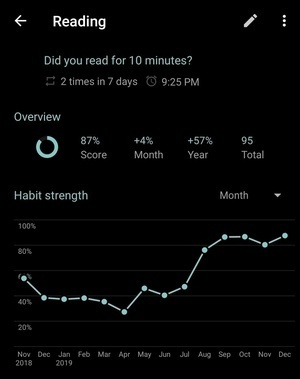 Reading
Did you read for 10 minutes?
2 times in 7 days 9:25 PM
Overview
87% +4% +57% 95
Score Month Year Total
Habit strength Month
100%
80%
60%
40%
20%
Nov Dec Jan Feb Mar Apr May Jun Jul Aug Sep Oct Nov Dec
2018 2019